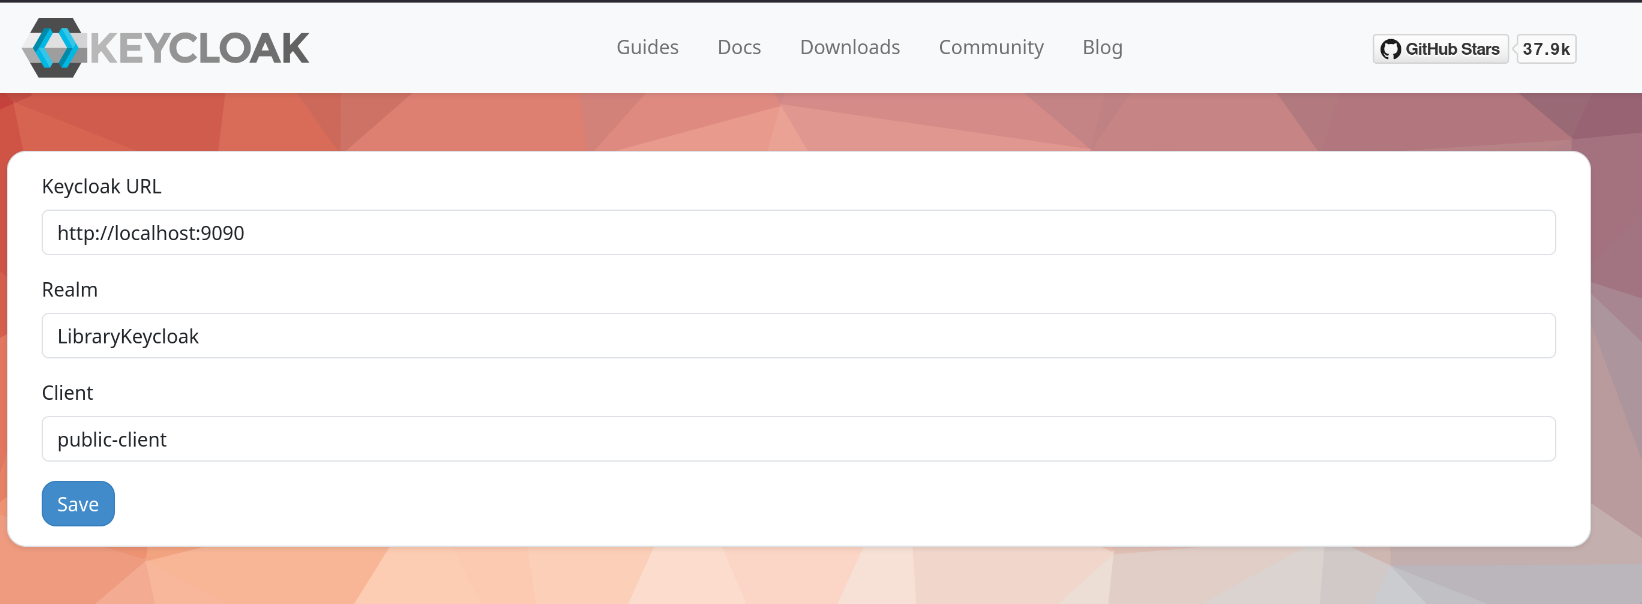 KEYCLOAK Guides Docs Downloads Community Blog GitHub Stars 37.9k
Keycloak URL
http://localhost:9090
Realm
LibraryKeycloak
Client
public-client
Save